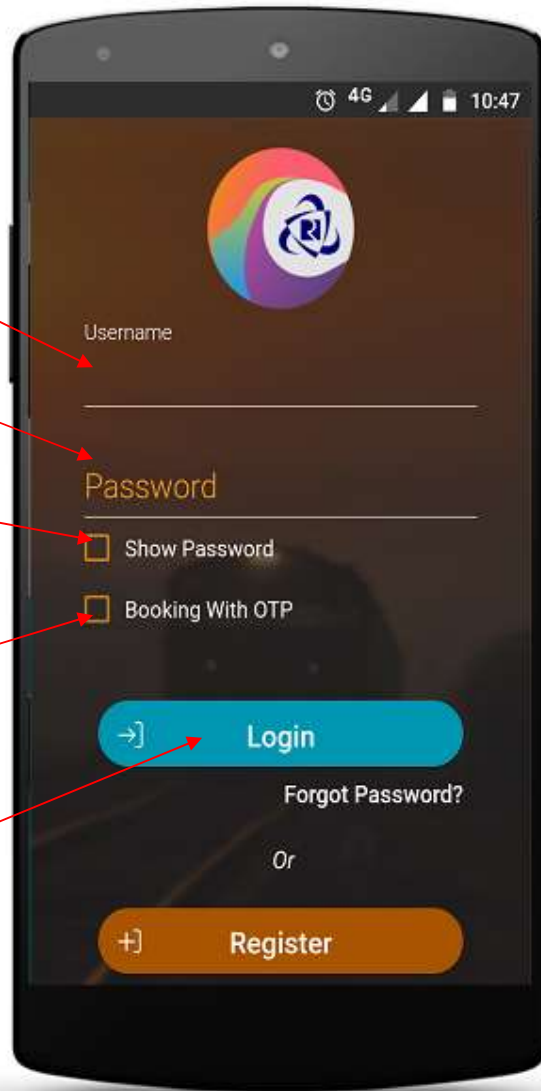 4G 10:47
Username
Password
Show Password
Booking With OTP
Login
Forgot Password?
Or
Register